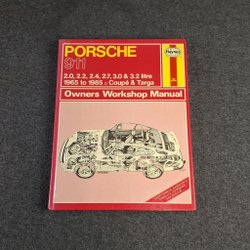 PORSCHE
911
Haynes
2.0, 2.2, 2.4, 2.7, 3.0 & 3.2 litre
1965 to 1985 □ Coupé & Targa
Owners Workshop Manual